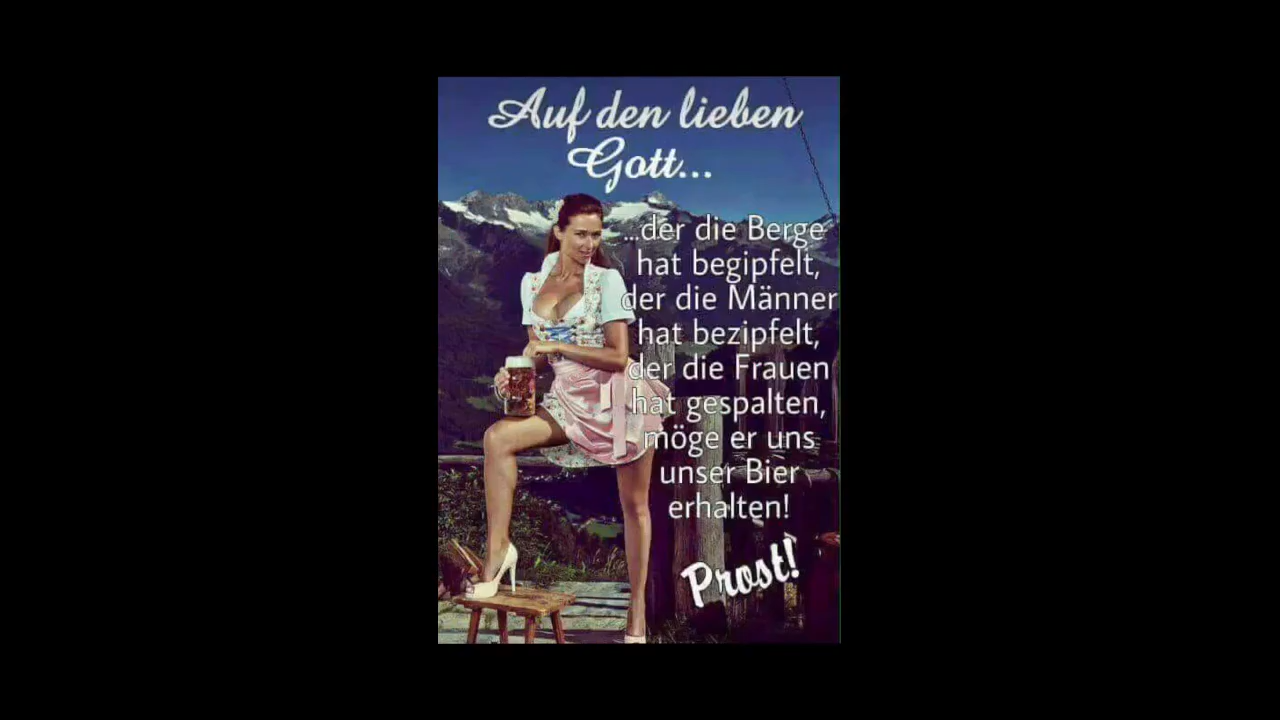 Auf den lieben
Gott...
...der die Berge
hat begipfelt,
der die Männer
hat bezipfelt,
der die Frauen
hat gespalten,
möge er uns
unser Bier
erhalten!
Prost!